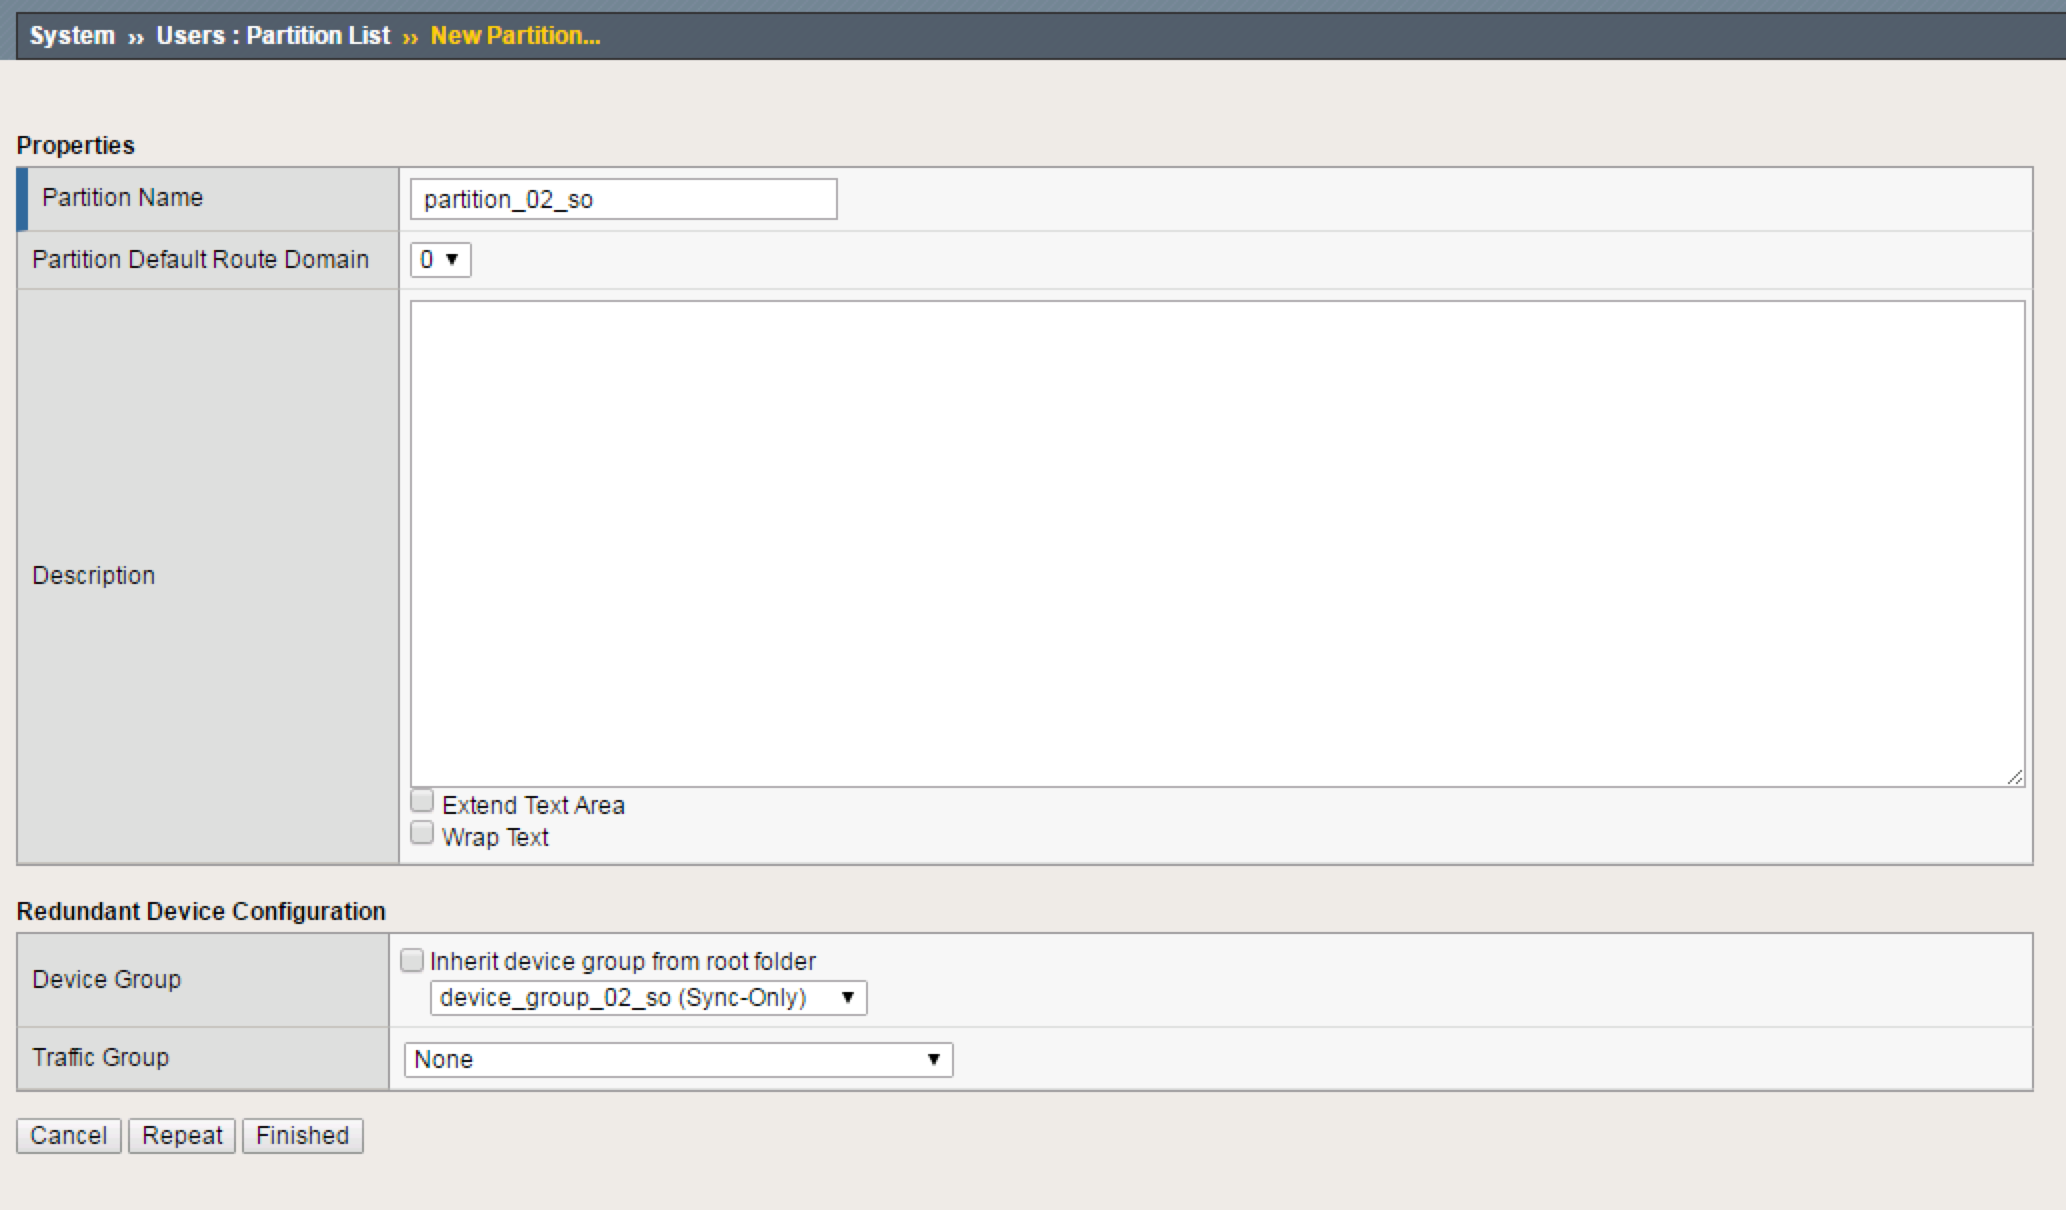 System » Users : Partition List » New Partition...
Properties
Partition Name
partition_02_so
Partition Default Route Domain
0
Description
Extend Text Area
Wrap Text
Redundant Device Configuration
Device Group
Inherit device group from root folder
device_group_02_so (Sync-Only)
Traffic Group
None
Cancel Repeat Finished